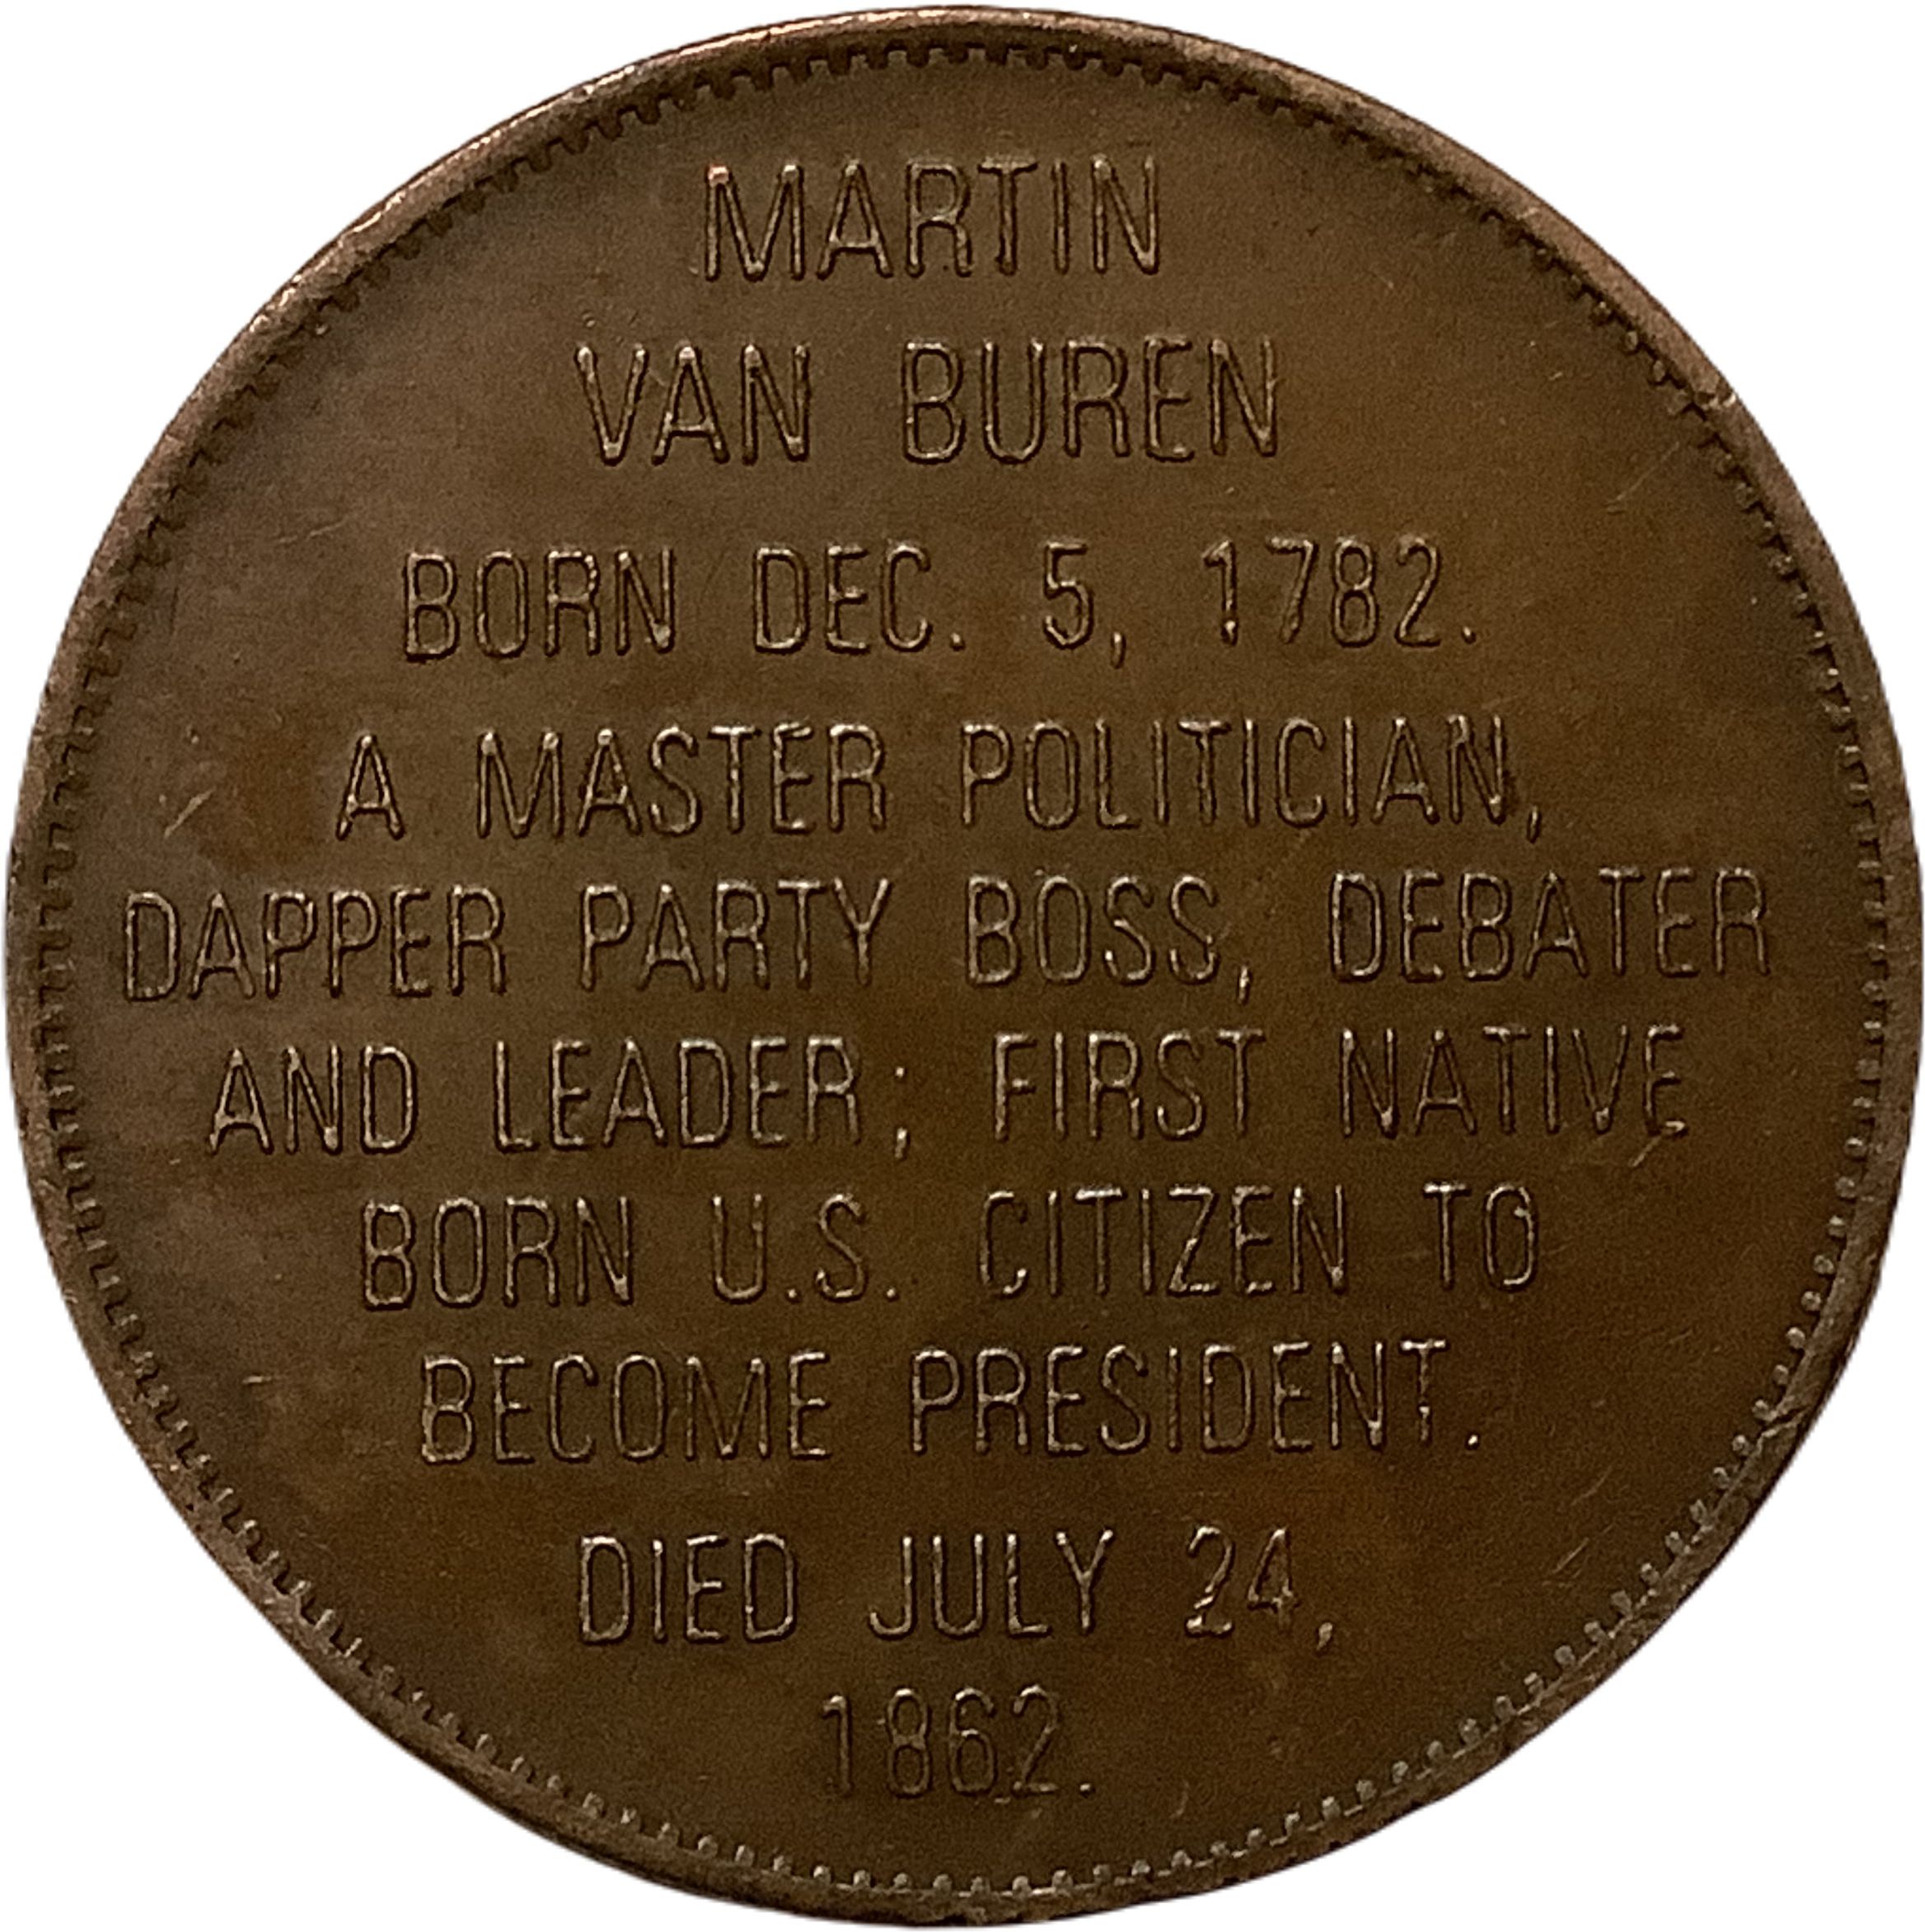 MARTIN
VAN BUREN
BORN DEC. 5, 1782.
A MASTER POLITICIAN,
DAPPER PARTY BOSS, DEBATER
AND LEADER; FIRST NATIVE
BORN U.S. CITIZEN TO
BECOME PRESIDENT.
DIED JULY 24,
1862.